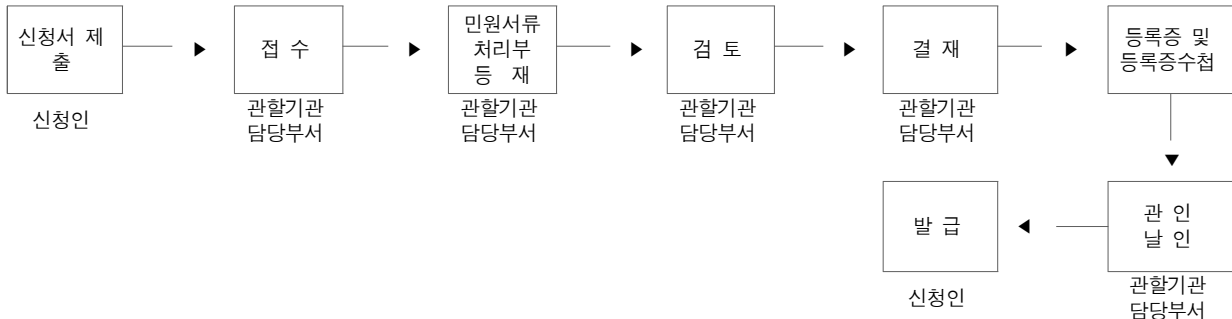 신청서 제
출
신청인
접 수
관할기관
담당부서
민원서류
처리부
등 재
관할기관
담당부서
검 토
관할기관
담당부서
결 재
관할기관
담당부서
등록증 및
등록증수첩
관 인
날 인
관할기관
담당부서
발 급
신청인